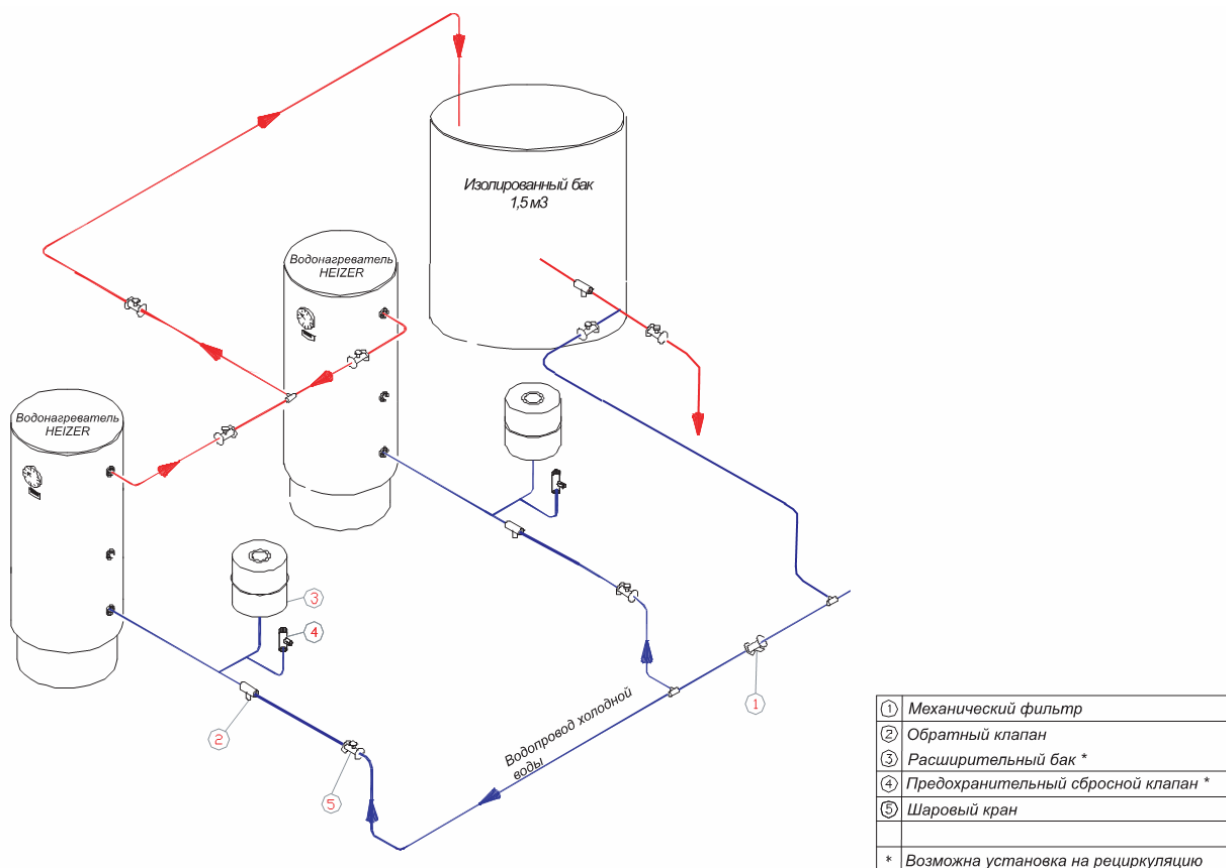 Изолированный бак
1,5 м3
Водонагреватель
HEIZER
Водонагреватель
HEIZER
3
4
2
5
1
Водопровод холодной
воды
1 Механический фильтр
2 Обратный клапан
3 Расширительный бак *
4 Предохранительный сбросной клапан *
5 Шаровый кран
* Возможна установка на рециркуляцию